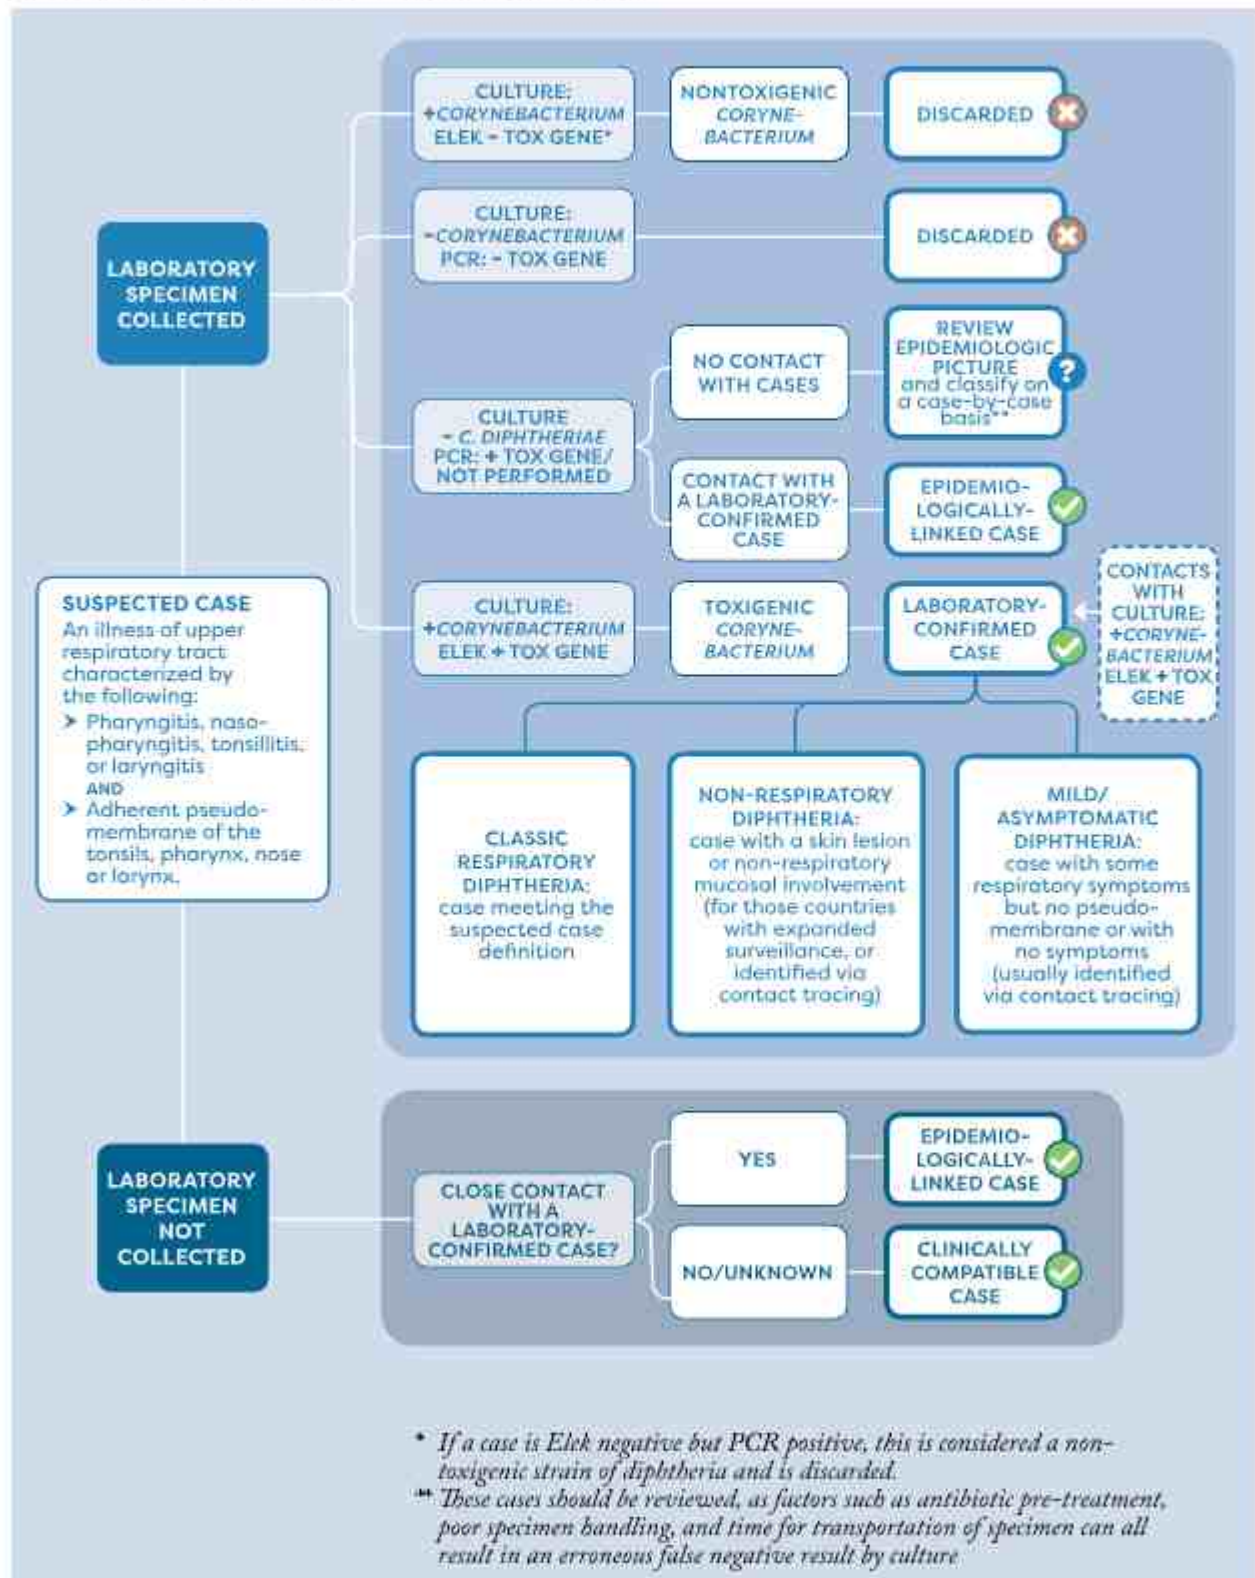 CULTURE:
+CORYNEBACTERIUM
ELEK - TOX GENE*
NONTOXIGENIC
CORYNE-
BACTERIUM
DISCARDED
CULTURE:
-CORYNEBACTERIUM
PCR: - TOX GENE
DISCARDED
LABORATORY
SPECIMEN
COLLECTED
NO CONTACT
WITH CASES
REVIEW
EPIDEMIOLOGIC
PICTURE
and classify on
a case-by-case
basis**
?
CULTURE
- C. DIPHTHERIAE
PCR: + TOX GENE/
NOT PERFORMED
CONTACT WITH
A LABORATORY-
CONFIRMED
CASE
EPIDEMIO-
LOGICALLY-
LINKED CASE
CULTURE:
+CORYNEBACTERIUM
ELEK + TOX GENE
TOXIGENIC
CORYNE-
BACTERIUM
LABORATORY-
CONFIRMED
CASE
CONTACTS
WITH
CULTURE:
+CORYNE-
BACTERIUM
ELEK + TOX
GENE
SUSPECTED CASE
An illness of upper
respiratory tract
characterized by
the following:
➤ Pharyngitis, naso-
pharyngitis, tonsillitis,
or laryngitis
AND
➤ Adherent pseudo-
membrane of the
tonsils, pharynx, nose
or larynx.
CLASSIC
RESPIRATORY
DIPHTHERIA:
case meeting the
suspected case
definition
NON-RESPIRATORY
DIPHTHERIA:
case with a skin lesion
or non-respiratory
mucosal involvement
(for those countries
with expanded
surveillance, or
identified via
contact tracing)
MILD/
ASYMPTOMATIC
DIPHTHERIA:
case with some
respiratory symptoms
but no pseudo-
membrane or with
no symptoms
(usually identified
via contact tracing)
LABORATORY
SPECIMEN
NOT
COLLECTED
CLOSE CONTACT
WITH A
LABORATORY-
CONFIRMED CASE?
YES
EPIDEMIO-
LOGICALLY-
LINKED CASE
NO/UNKNOWN
CLINICALLY
COMPATIBLE
CASE
* If a case is Elek negative but PCR positive, this is considered a non-
toxigenic strain of diphtheria and is discarded.
** These cases should be reviewed, as factors such as antibiotic pre-treatment,
poor specimen handling, and time for transportation of specimen can all
result in an erroneous false negative result by culture